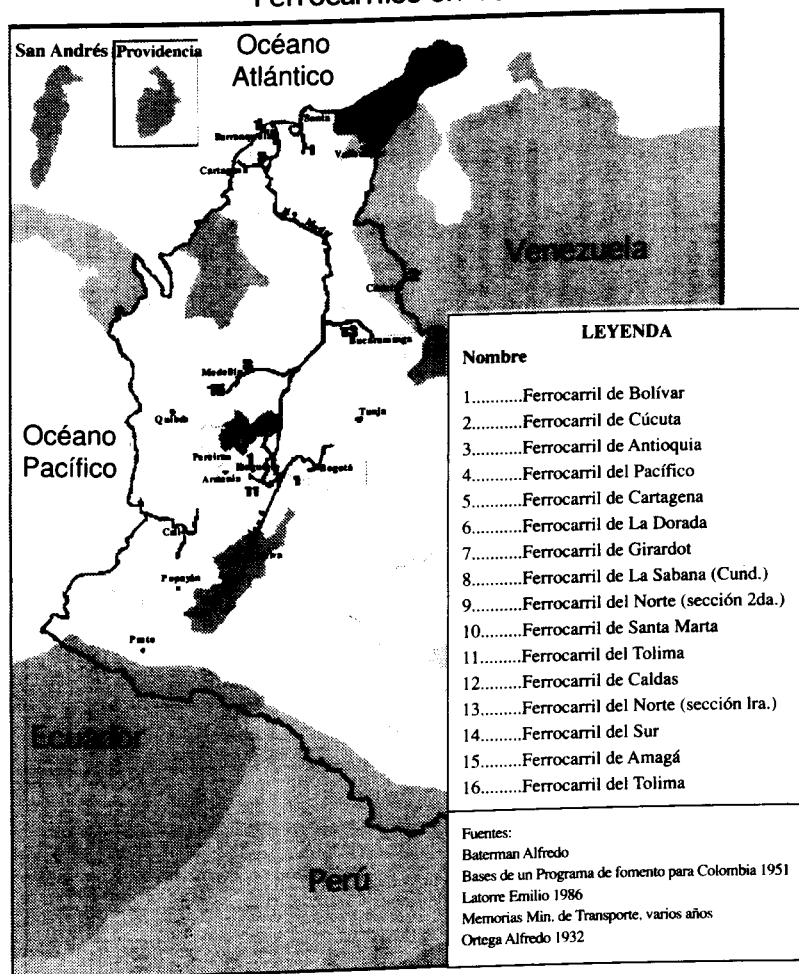 San Andrés
Providencia
Océano
Atlántico
Santa
Barranquilla
Cartagena
Venezuela
Bucaramanga
Medellín
Quibdó
Tunja
Océano
Pacífico
Pereira
Armenia
Bogotá
11
Cali
Popayán
Pasto
Ecuador
Perú
LEYENDA
Nombre
1..........Ferrocarril de Bolívar
2..........Ferrocarril de Cúcuta
3..........Ferrocarril de Antioquia
4..........Ferrocarril del Pacífico
5..........Ferrocarril de Cartagena
6..........Ferrocarril de La Dorada
7..........Ferrocarril de Girardot
8..........Ferrocarril de La Sabana (Cund.)
9..........Ferrocarril del Norte (sección 2da.)
10.........Ferrocarril de Santa Marta
11.........Ferrocarril del Tolima
12.........Ferrocarril de Caldas
13.........Ferrocarril del Norte (sección 1ra.)
14.........Ferrocarril del Sur
15.........Ferrocarril de Amagá
16.........Ferrocarril del Tolima
Fuentes:
Baterman Alfredo
Bases de un Programa de fomento para Colombia 1951
Latorre Emilio 1986
Memorias Min. de Transporte, varios años
Ortega Alfredo 1932